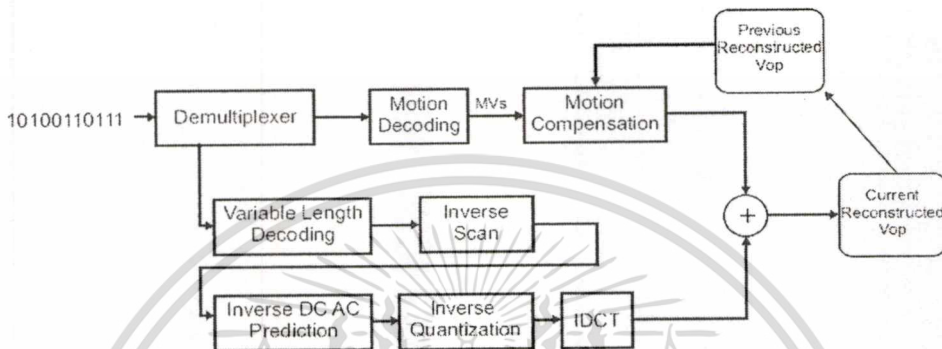 Previous
Reconstructed
Vop
10100110111
Demultiplexer
Motion
Decoding
MVs
Motion
Compensation
Current
Reconstructed
Vop
+
Variable Length
Decoding
Inverse
Scan
Inverse DC AC
Prediction
Inverse
Quantization
IDCT